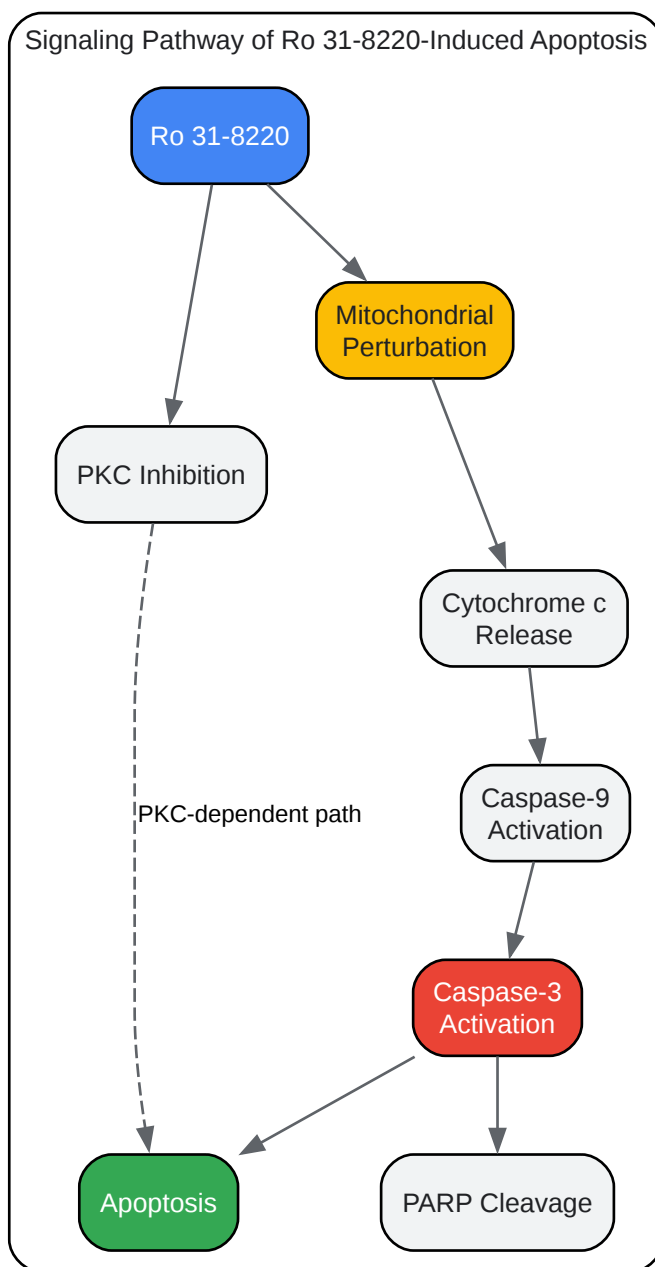 Signaling Pathway of Ro 31-8220-Induced Apoptosis
Ro 31-8220
Mitochondrial
Perturbation
PKC Inhibition
Cytochrome c
Release
Caspase-9
Activation
PKC-dependent path
Caspase-3
Activation
Apoptosis
PARP Cleavage